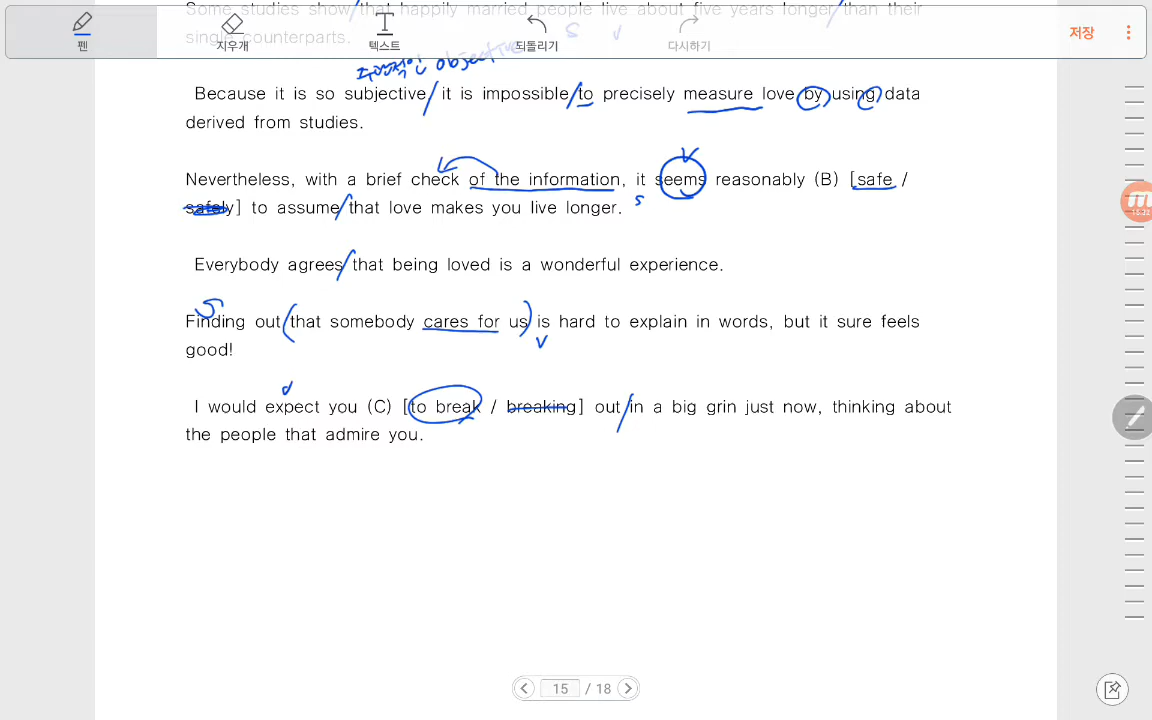 Some studies show that happily married people live about five years longer than their
펜 지우개 텍스트 되돌리기 다시하기 저장
single counterparts. s v
objective
Because it is so subjective it is impossible to precisely measure love by using data
derived from studies.
v
Nevertheless, with a brief check of the information, it seems reasonably (B) [safe /
safely] to assume that love makes you live longer. s
Everybody agrees that being loved is a wonderful experience.
S
Finding out that somebody cares for us is hard to explain in words, but it sure feels
good! v
I would expect you (C) [to break / breaking] out in a big grin just now, thinking about
the people that admire you.
15 / 18